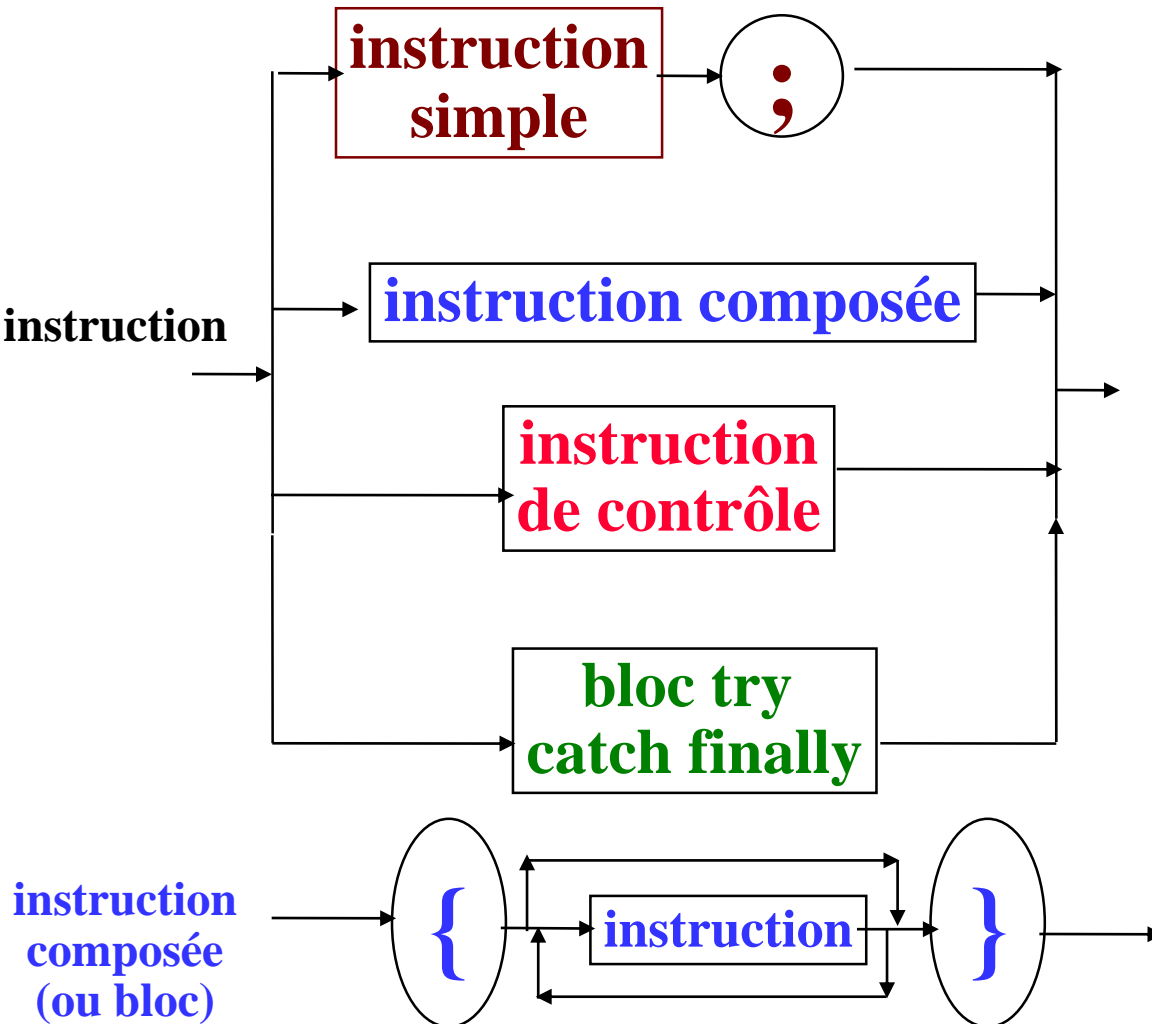 instruction
simple
;
instruction composée
instruction
instruction
de contrôle
bloc try
catch finally
instruction
composée
(ou bloc)
{
instruction
}